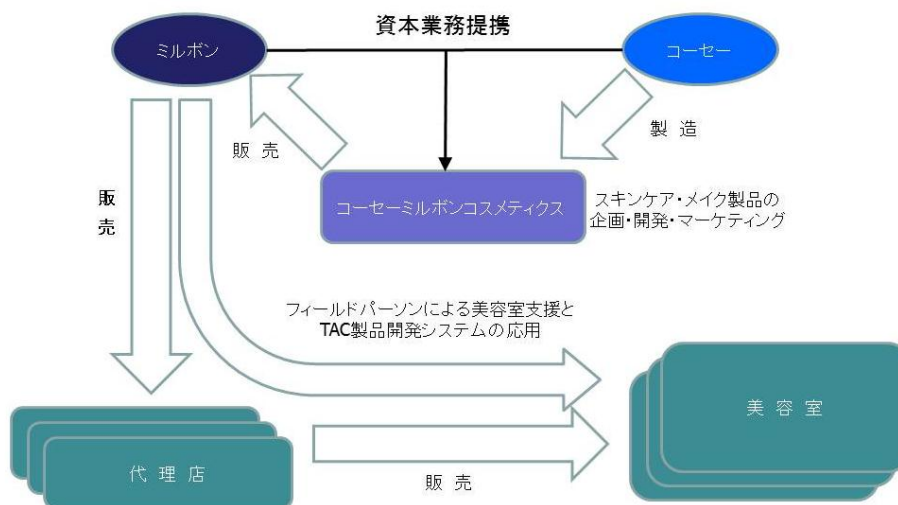 資本業務提携
ミルボン
コーセー
製 造
販 売
販
売
コーセーミルボンコスメティクス
スキンケア・メイク製品の
企画・開発・マーケティング
フィールドパーソンによる美容室支援と
TAC製品開発システムの応用
美 容 室
代 理 店
販 売